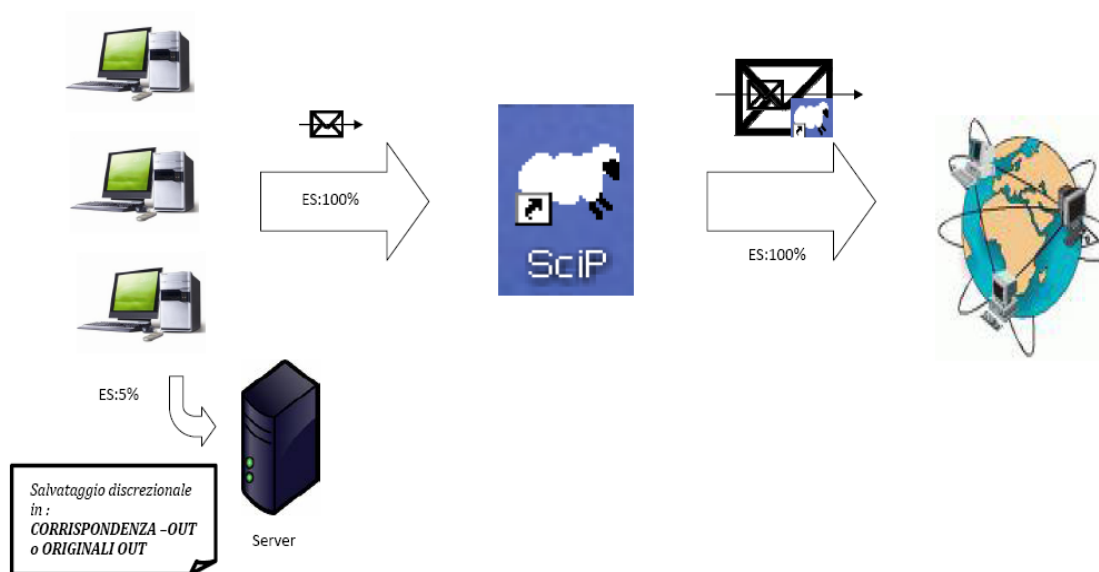 ES:100%
SciP
ES:100%
ES:5%
Salvataggio discrezionale
in :
CORRISPONDENZA –OUT
o ORIGINALI OUT
Server